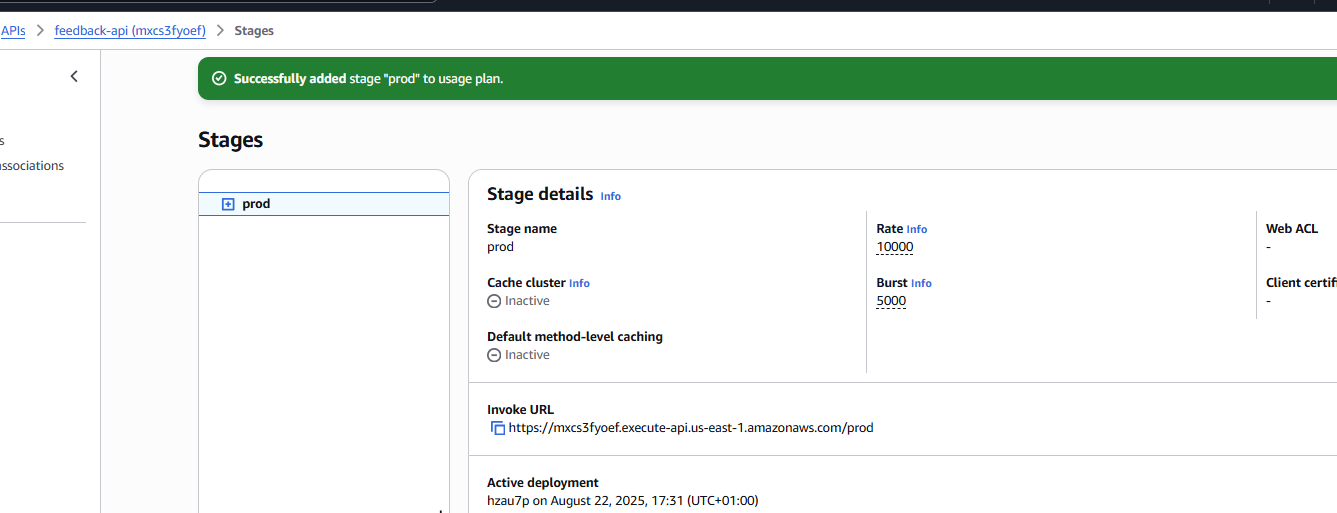 APIs > feedback-api (mxcs3fyoef) > Stages
Successfully added stage "prod" to usage plan.
Stages
prod
Stage details Info
Stage name
prod
Cache cluster Info
Inactive
Default method-level caching
Inactive
Rate Info
10000
Burst Info
5000
Web ACL
-
Client certif
-
Invoke URL
https://mxcs3fyoef.execute-api.us-east-1.amazonaws.com/prod
Active deployment
hzau7p on August 22, 2025, 17:31 (UTC+01:00)